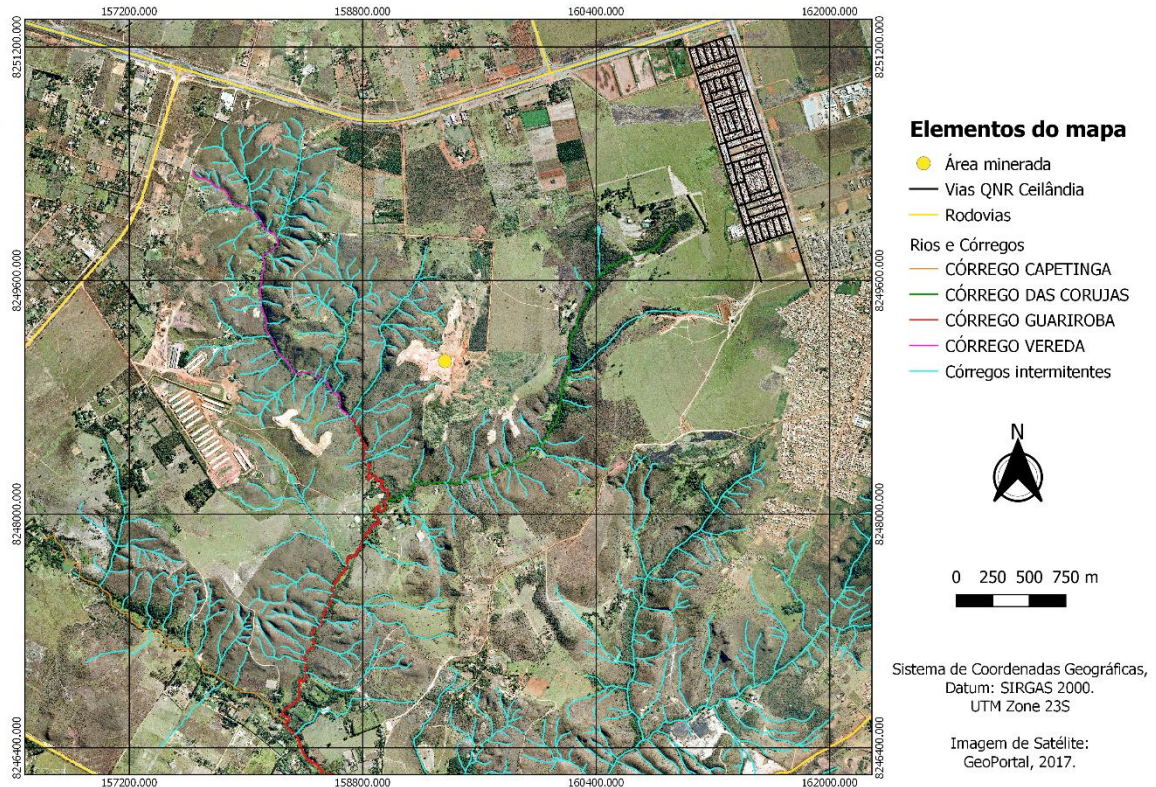 157200.000
158800.000
160400.000
162000.000
8251200.000
8251200.000
8249600.000
8249600.000
8248000.000
8248000.000
8246400.000
8246400.000
157200.000
158800.000
160400.000
162000.000
Elementos do mapa
Área minerada
Vias QNR Ceilândia
Rodovias
Rios e Córregos
CÓRREGO CAPETINGA
CÓRREGO DAS CORUJAS
CÓRREGO GUARIROBA
CÓRREGO VEREDA
Córregos intermitentes
N
0 250 500 750 m
Sistema de Coordenadas Geográficas,
Datum: SIRGAS 2000.
UTM Zone 23S
Imagem de Satélite:
GeoPortal, 2017.